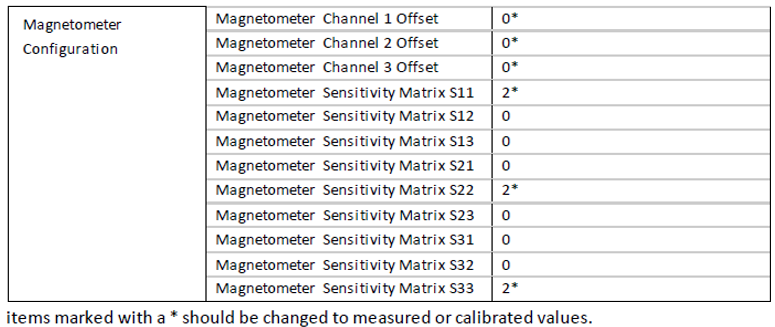 Magnetometer Configuration
Magnetometer Channel 1 Offset 0*
Magnetometer Channel 2 Offset 0*
Magnetometer Channel 3 Offset 0*
Magnetometer Sensitivity Matrix S11 2*
Magnetometer Sensitivity Matrix S12 0
Magnetometer Sensitivity Matrix S13 0
Magnetometer Sensitivity Matrix S21 0
Magnetometer Sensitivity Matrix S22 2*
Magnetometer Sensitivity Matrix S23 0
Magnetometer Sensitivity Matrix S31 0
Magnetometer Sensitivity Matrix S32 0
Magnetometer Sensitivity Matrix S33 2*
items marked with a * should be changed to measured or calibrated values.